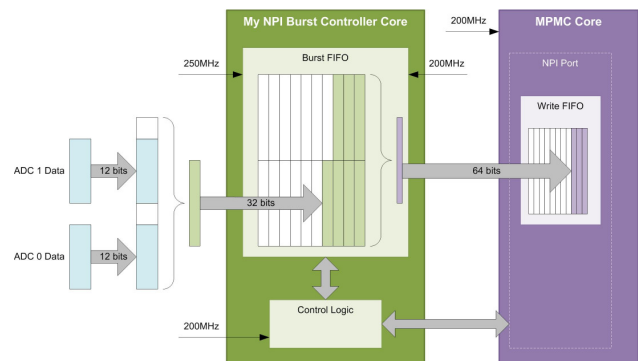 My NPI Burst Controller Core
MPMC Core
200MHz
Burst FIFO
250MHz
200MHz
NPI Port
Write FIFO
ADC 1 Data
12 bits
64 bits
32 bits
ADC 0 Data
12 bits
Control Logic
200MHz